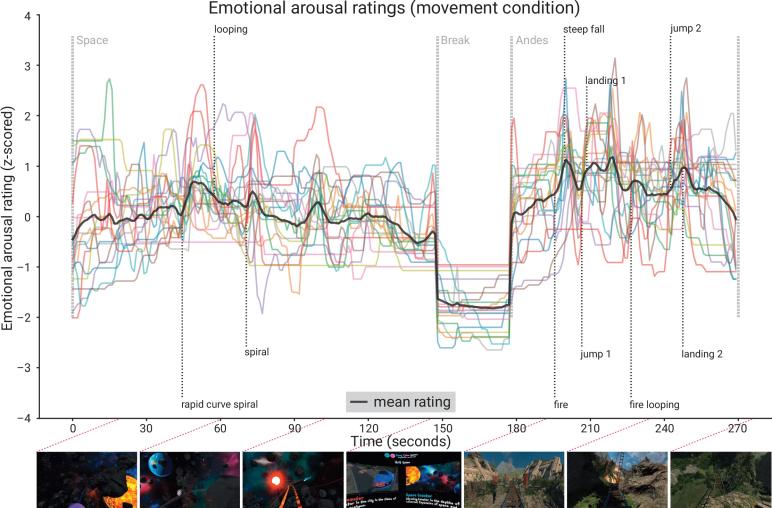 Emotional arousal ratings (movement condition)
Emotional arousal rating (z-scored)
4
3
2
1
0
−1
−2
−3
−4
Space
looping
Break
Andes
steep fall
landing 1
jump 2
spiral
rapid curve spiral
jump 1
landing 2
fire
fire looping
mean rating
0
30
60
90
120
150
180
210
240
270
Time (seconds)